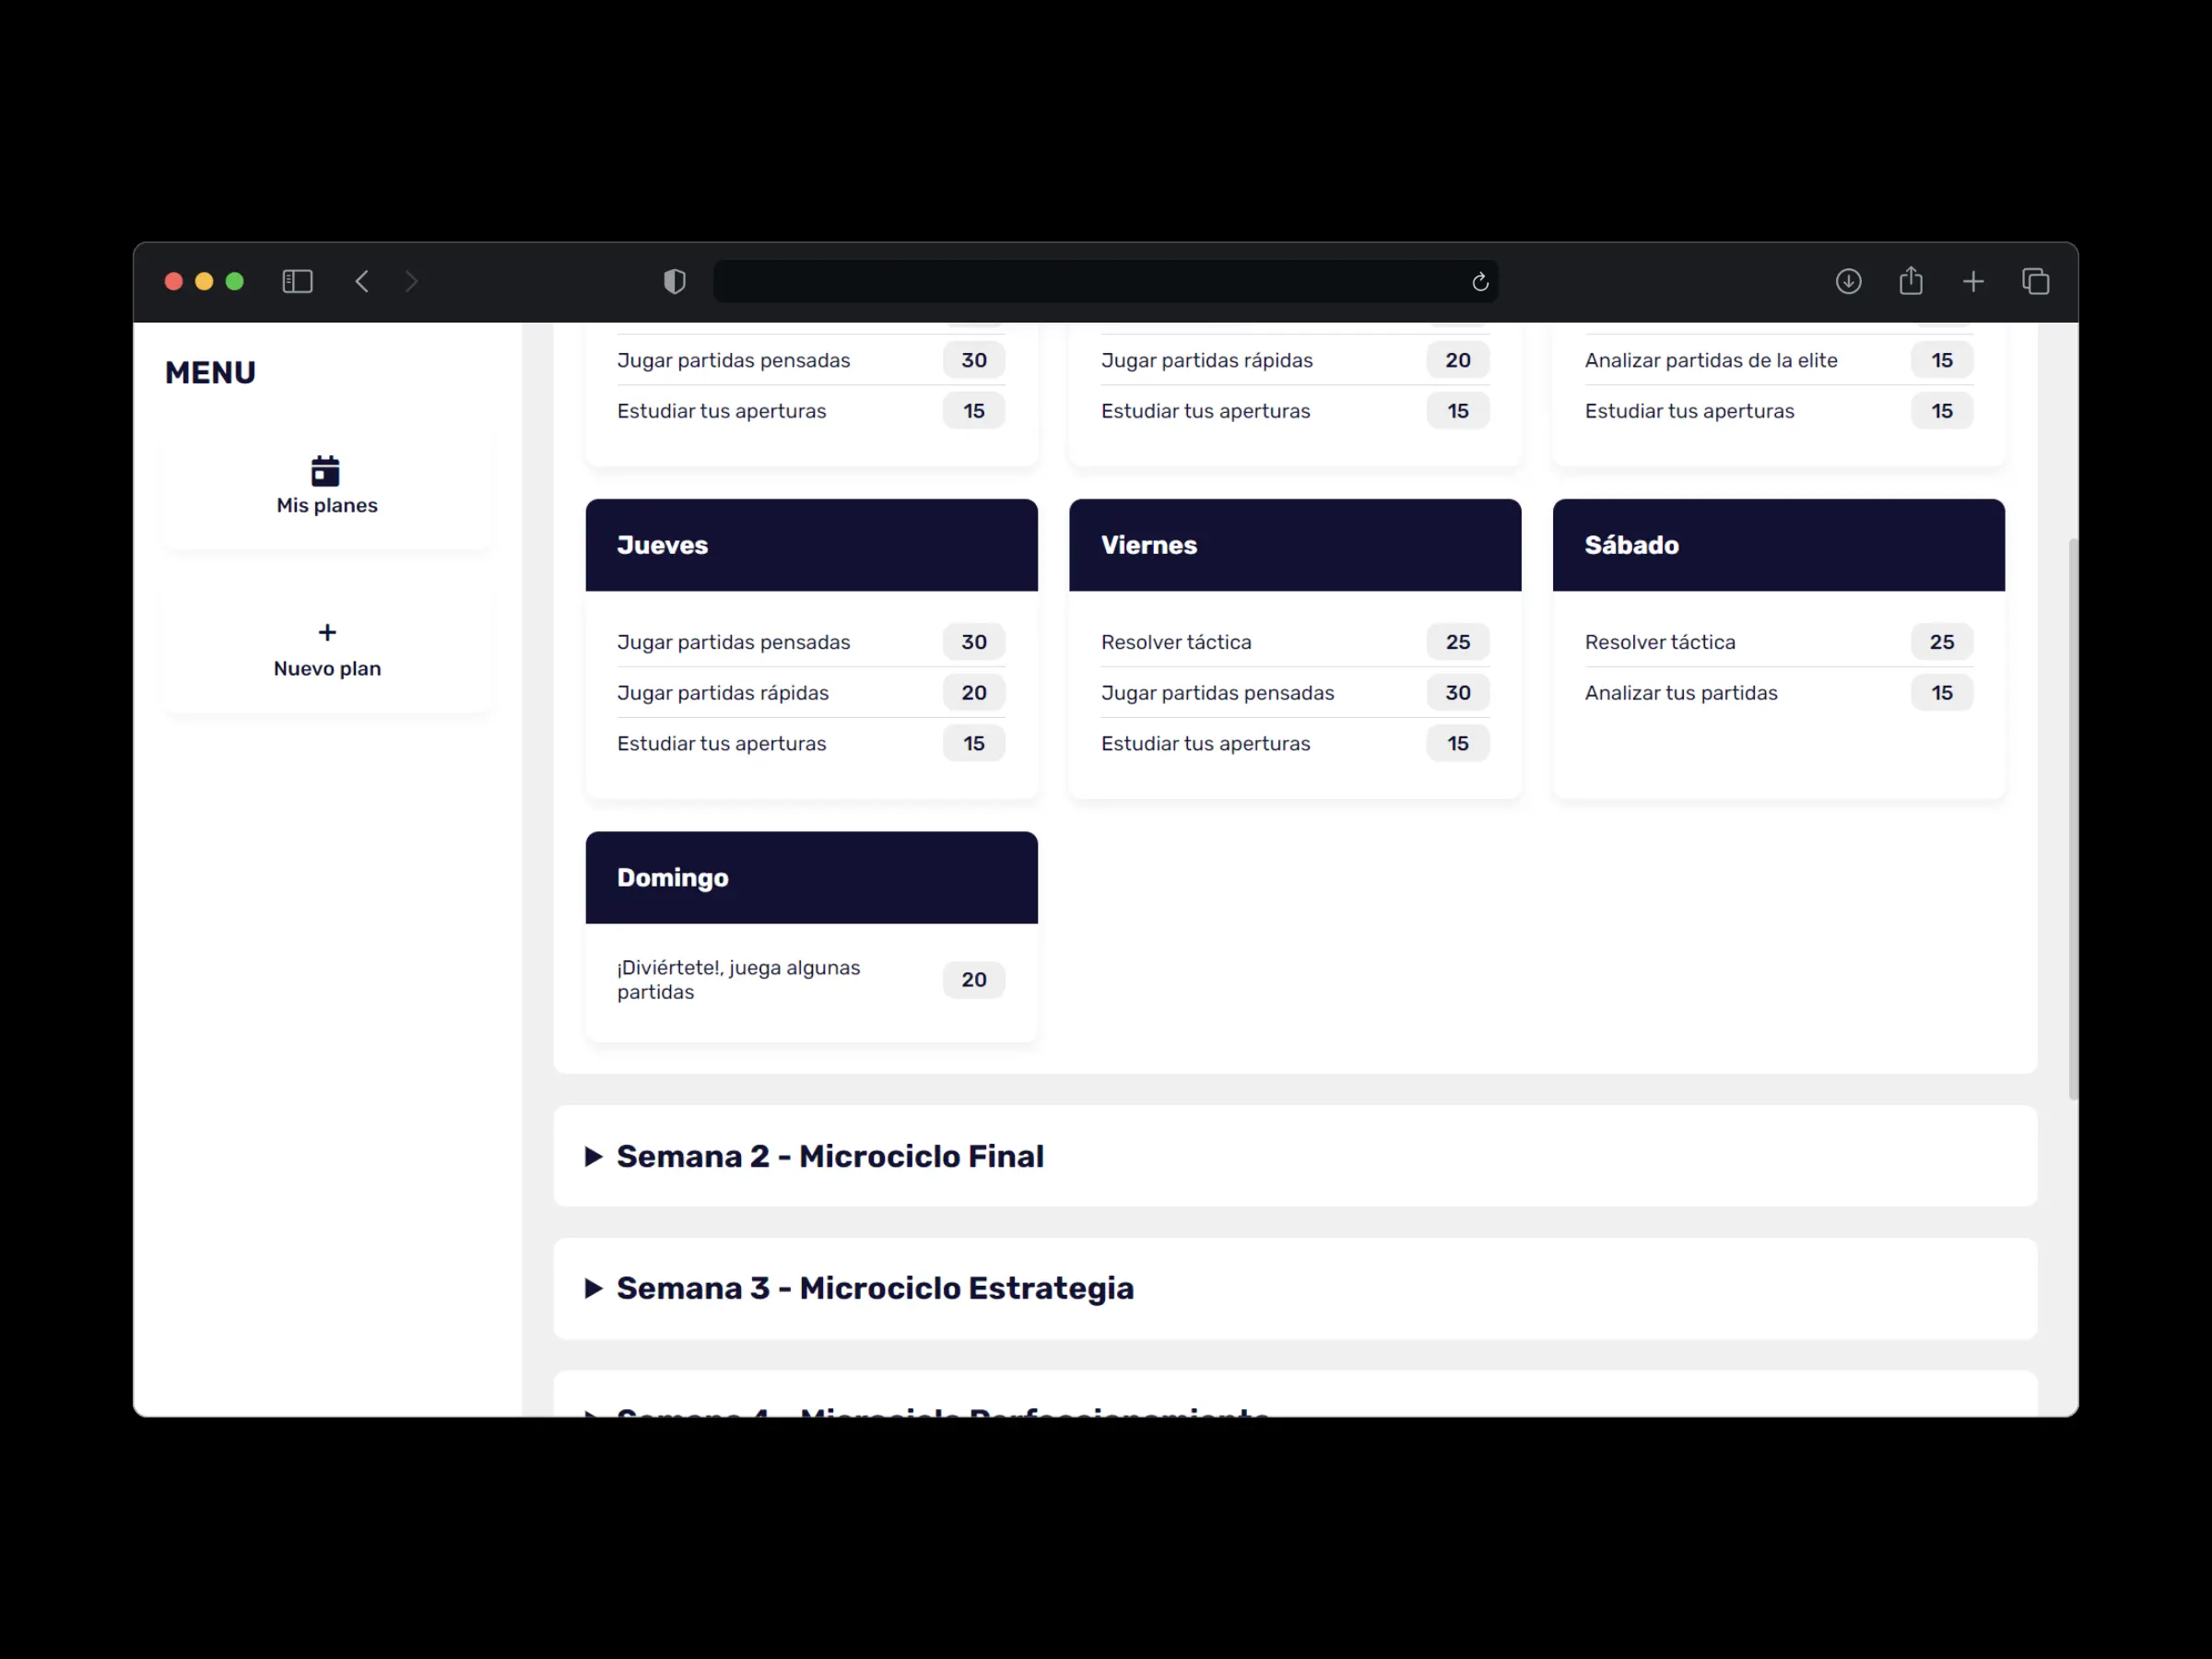 MENU
Mis planes
Nuevo plan
Jugar partidas pensadas 30
Estudiar tus aperturas 15
Jugar partidas rápidas 20
Estudiar tus aperturas 15
Analizar partidas de la elite 15
Estudiar tus aperturas 15
Jueves
Jugar partidas pensadas 30
Jugar partidas rápidas 20
Estudiar tus aperturas 15
Viernes
Resolver táctica 25
Jugar partidas pensadas 30
Estudiar tus aperturas 15
Sábado
Resolver táctica 25
Analizar tus partidas 15
Domingo
¡Diviértete!, juega algunas
partidas 20
Semana 2 - Microciclo Final
Semana 3 - Microciclo Estrategia
Semana 4 - Microciclo Perfeccionamiento